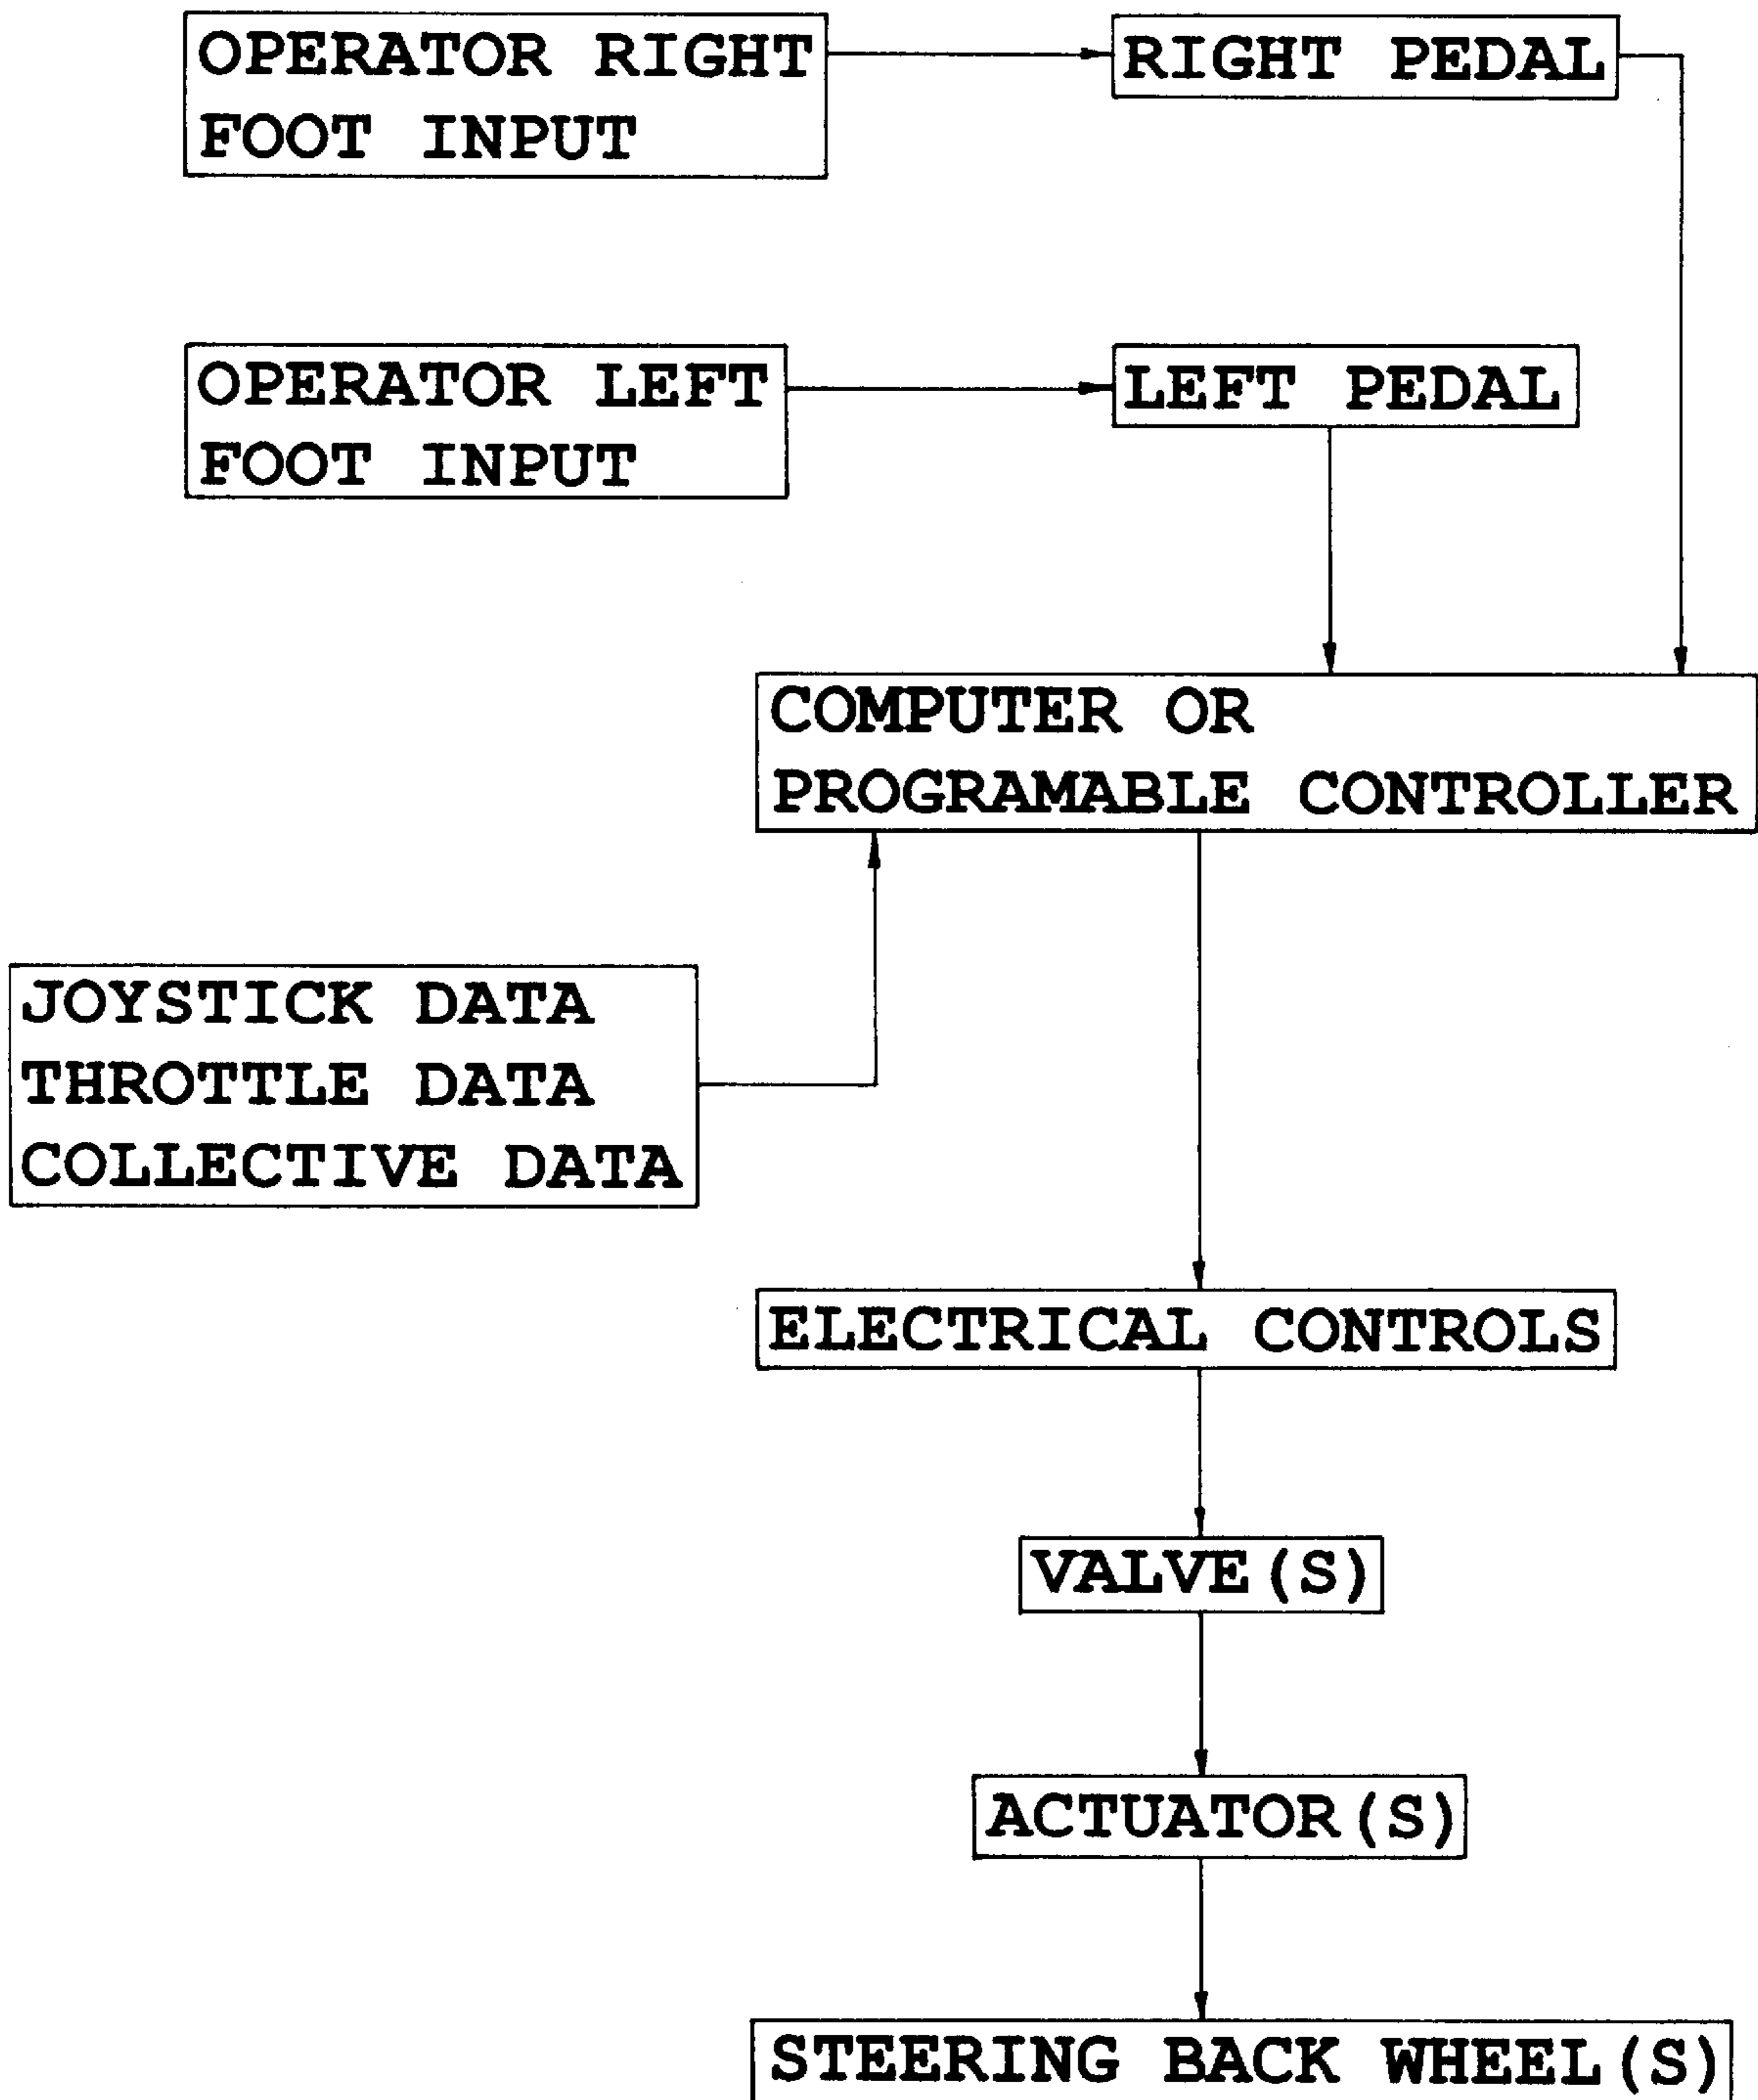 OPERATOR RIGHT
FOOT INPUT
RIGHT PEDAL
OPERATOR LEFT
FOOT INPUT
LEFT PEDAL
COMPUTER OR
PROGRAMABLE CONTROLLER
JOYSTICK DATA
THROTTLE DATA
COLLECTIVE DATA
ELECTRICAL CONTROLS
VALVE(S)
ACTUATOR(S)
STEERING BACK WHEEL(S)